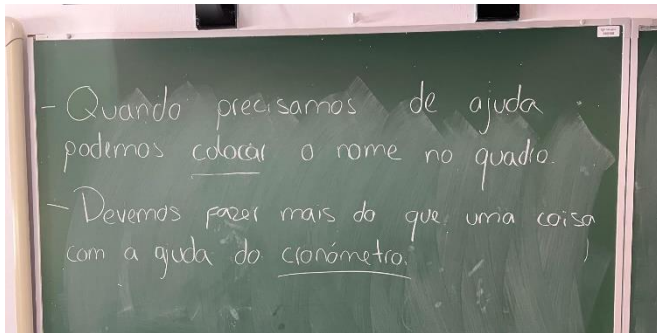 - Quando precisamos de ajuda
podemos colocar o nome no quadro.
- Devemos fazer mais do que uma coisa
com a ajuda do cronómetro.